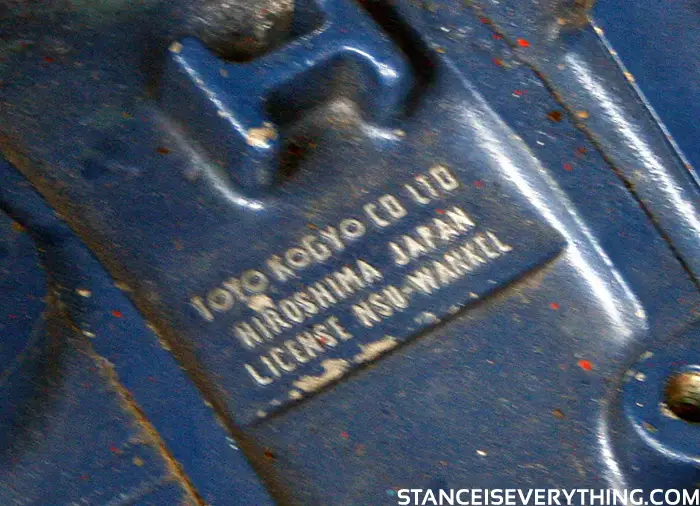 TOYO KOGYO CO LTD
HIROSHIMA JAPAN
LICENSE NSU-WANKEL
STANCEISEVERYTHING.COM